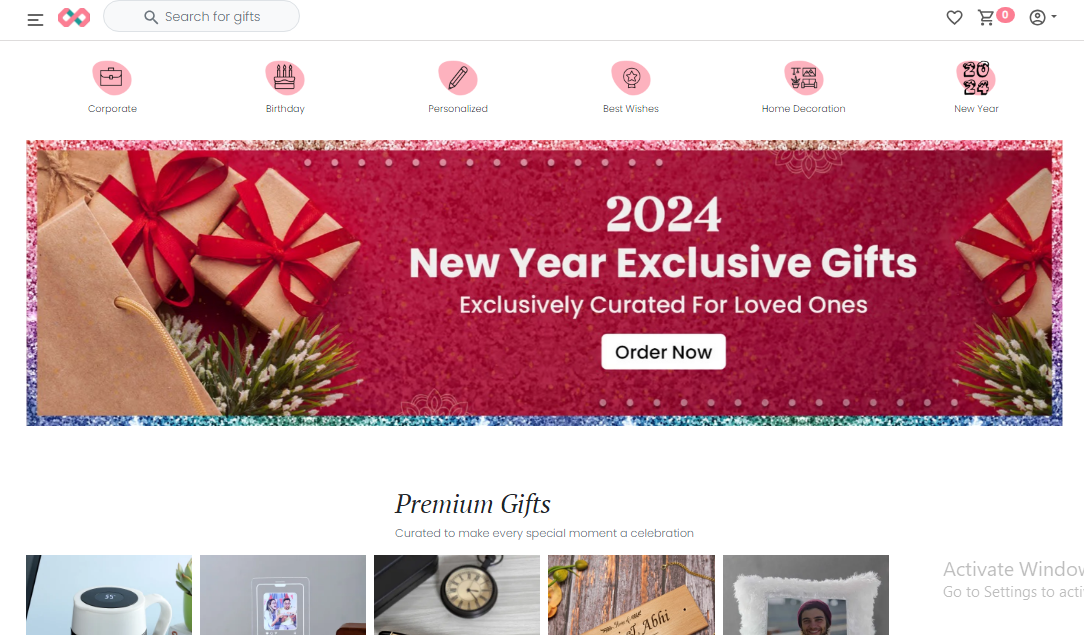 Search for gifts
0
Corporate
Birthday
Personalized
Best Wishes
Home Decoration
20
24
New Year
2024
New Year Exclusive Gifts
Exclusively Curated For Loved Ones
Order Now
Premium Gifts
Curated to make every special moment a celebration
35°
Abhi
Activate Window
Go to Settings to acti